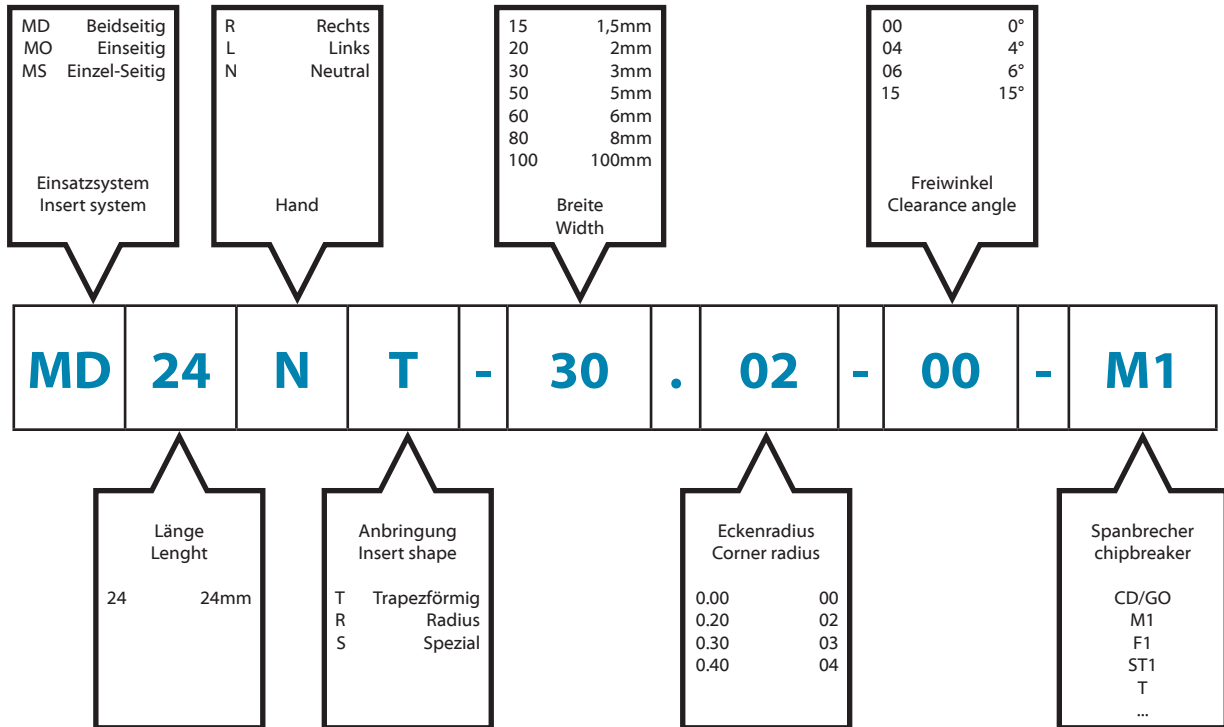 MD Beidseitig
MO Einseitig
MS Einzel-Seitig
Einsatzsystem
Insert system
R Rechts
L Links
N Neutral
Hand
15 1,5mm
20 2mm
30 3mm
50 5mm
60 6mm
80 8mm
100 100mm
Breite
Width
00 0°
04 4°
06 6°
15 15°
Freiwinkel
Clearance angle
MD 24 N T - 30 . 02 - 00 - M1
Länge
Lenght
24 24mm
Anbringung
Insert shape
T Trapezförmig
R Radius
S Spezial
Eckenradius
Corner radius
0.00 00
0.20 02
0.30 03
0.40 04
Spanbrecher
chipbreaker
CD/GO
M1
F1
ST1
T
...